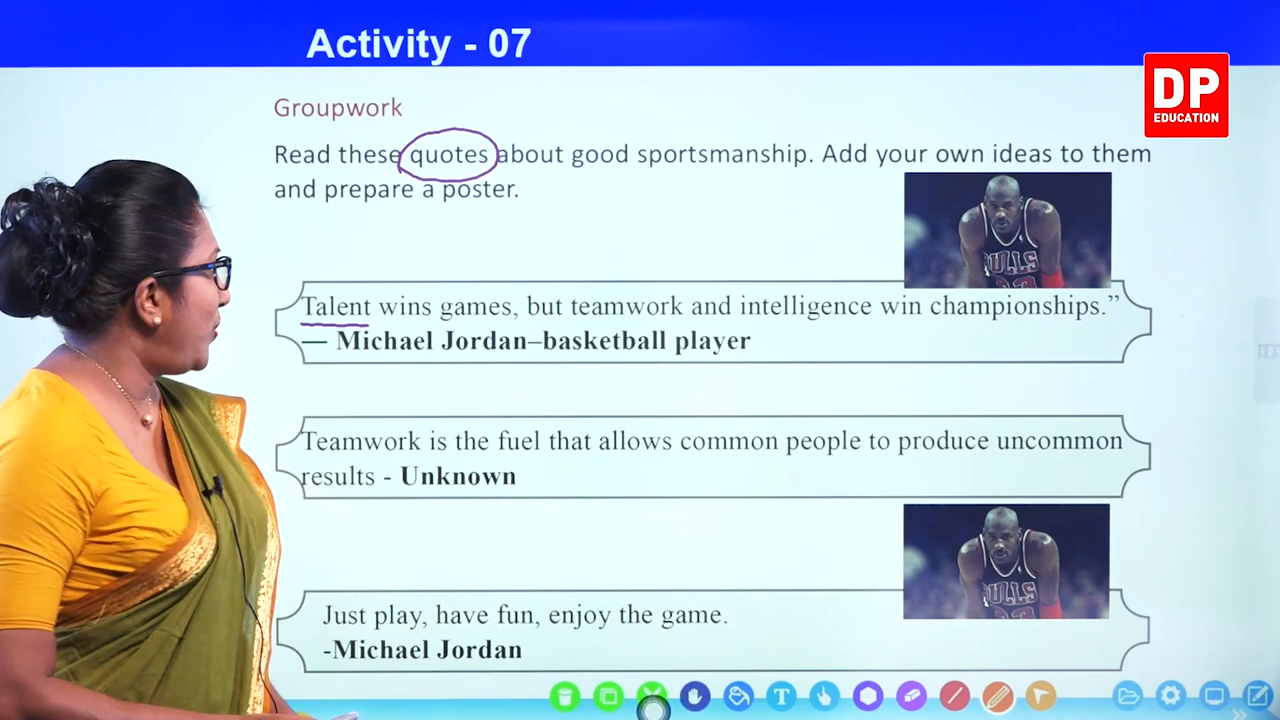 Activity - 07
DP
EDUCATION
Groupwork
Read these quotes about good sportsmanship. Add your own ideas to them
and prepare a poster.
BULLS
Talent wins games, but teamwork and intelligence win championships.”
— Michael Jordan–basketball player
Teamwork is the fuel that allows common people to produce uncommon
results - Unknown
BULLS
Just play, have fun, enjoy the game.
-Michael Jordan
T